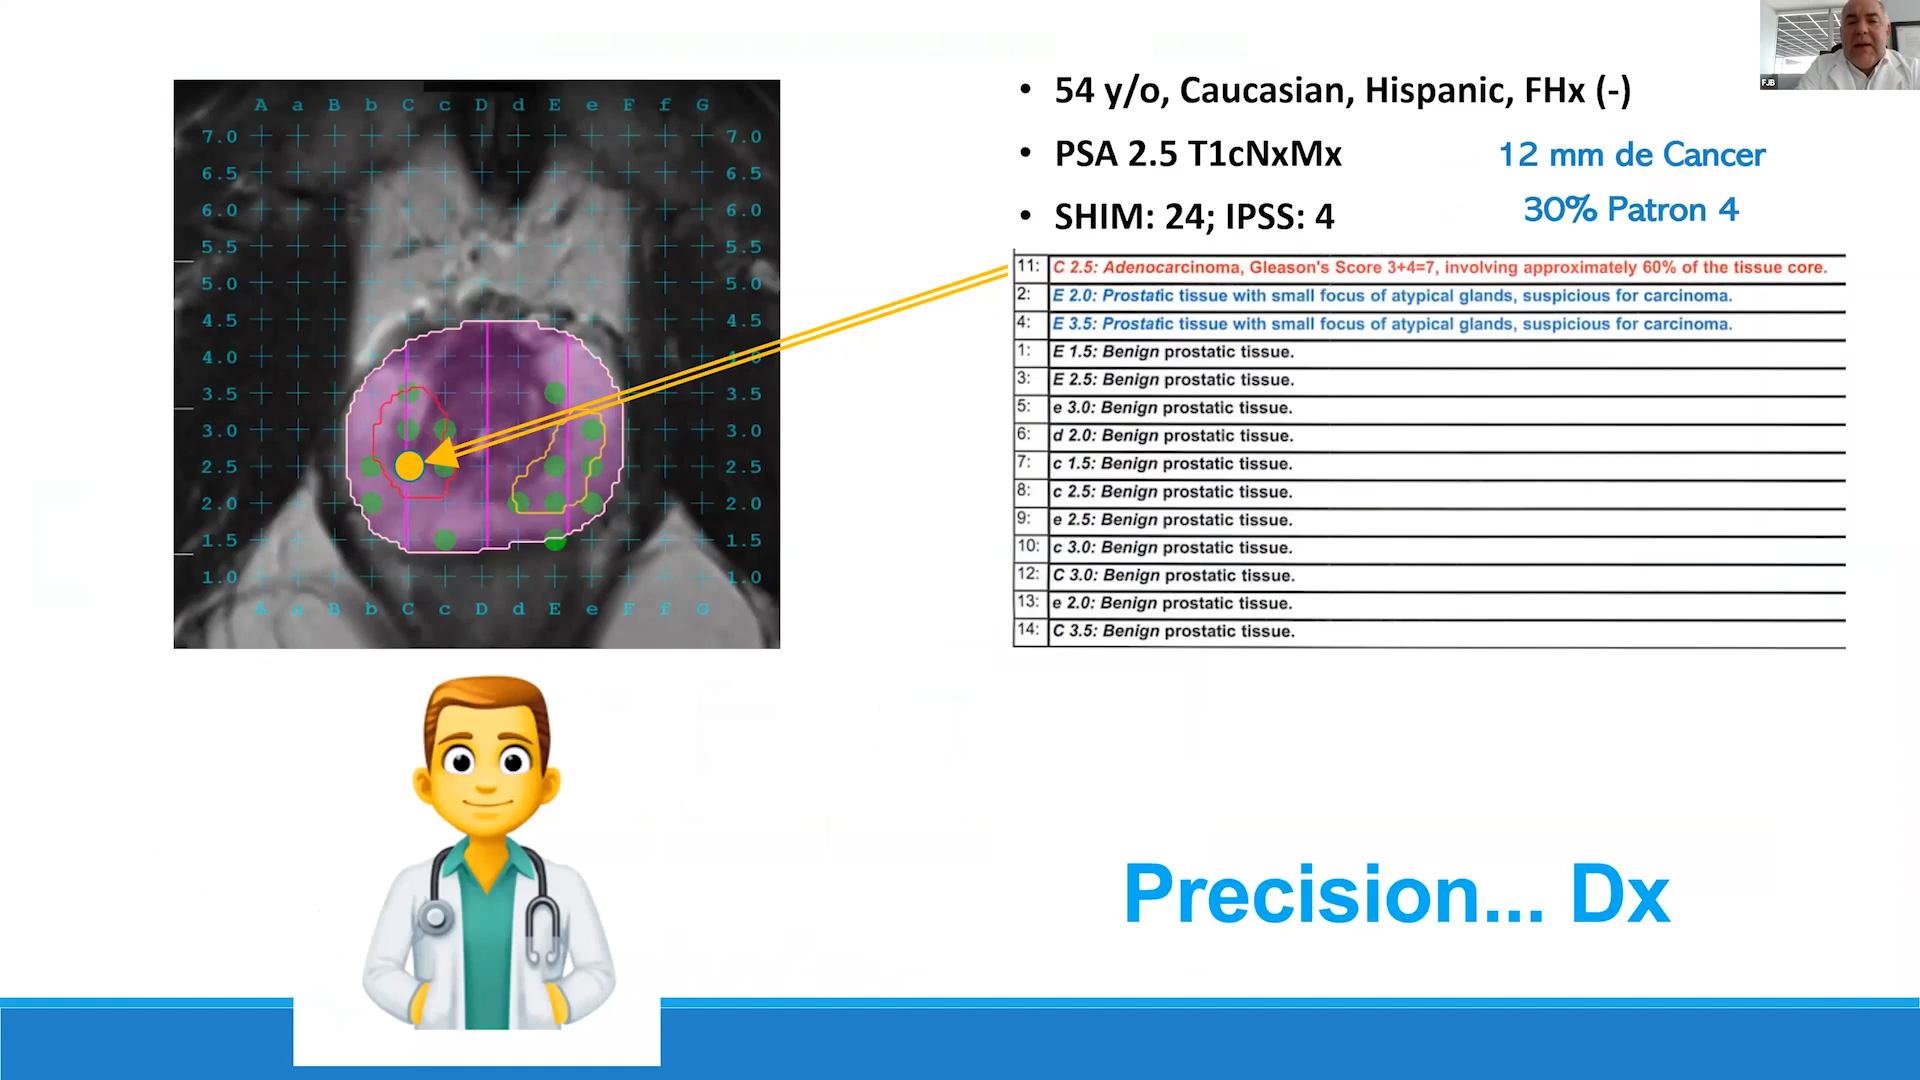 A a B b C c D d E e F f G
7.0 7.0
6.5 6.5
6.0 6.0
5.5 5.5
5.0 5.0
4.5 4.5
4.0 4.0
3.5 3.5
3.0 3.0
2.5 2.5
2.0 2.0
1.5 1.5
1.0 1.0
A a B b C c D d E e F f G
• 54 y/o, Caucasian, Hispanic, FHx (-)
• PSA 2.5 T1cNxMx
• SHIM: 24; IPSS: 4
12 mm de Cancer
30% Patron 4
11: C 2.5: Adenocarcinoma, Gleason's Score 3+4=7, involving approximately 60% of the tissue core.
2: E 2.0: Prostatic tissue with small focus of atypical glands, suspicious for carcinoma.
4: E 3.5: Prostatic tissue with small focus of atypical glands, suspicious for carcinoma.
1: E 1.5: Benign prostatic tissue.
3: E 2.5: Benign prostatic tissue.
5: e 3.0: Benign prostatic tissue.
6: d 2.0: Benign prostatic tissue.
7: c 1.5: Benign prostatic tissue.
8: c 2.5: Benign prostatic tissue.
9: e 2.5: Benign prostatic tissue.
10: c 3.0: Benign prostatic tissue.
12: C 3.0: Benign prostatic tissue.
13: e 2.0: Benign prostatic tissue.
14: C 3.5: Benign prostatic tissue.
Precision... Dx
FJB